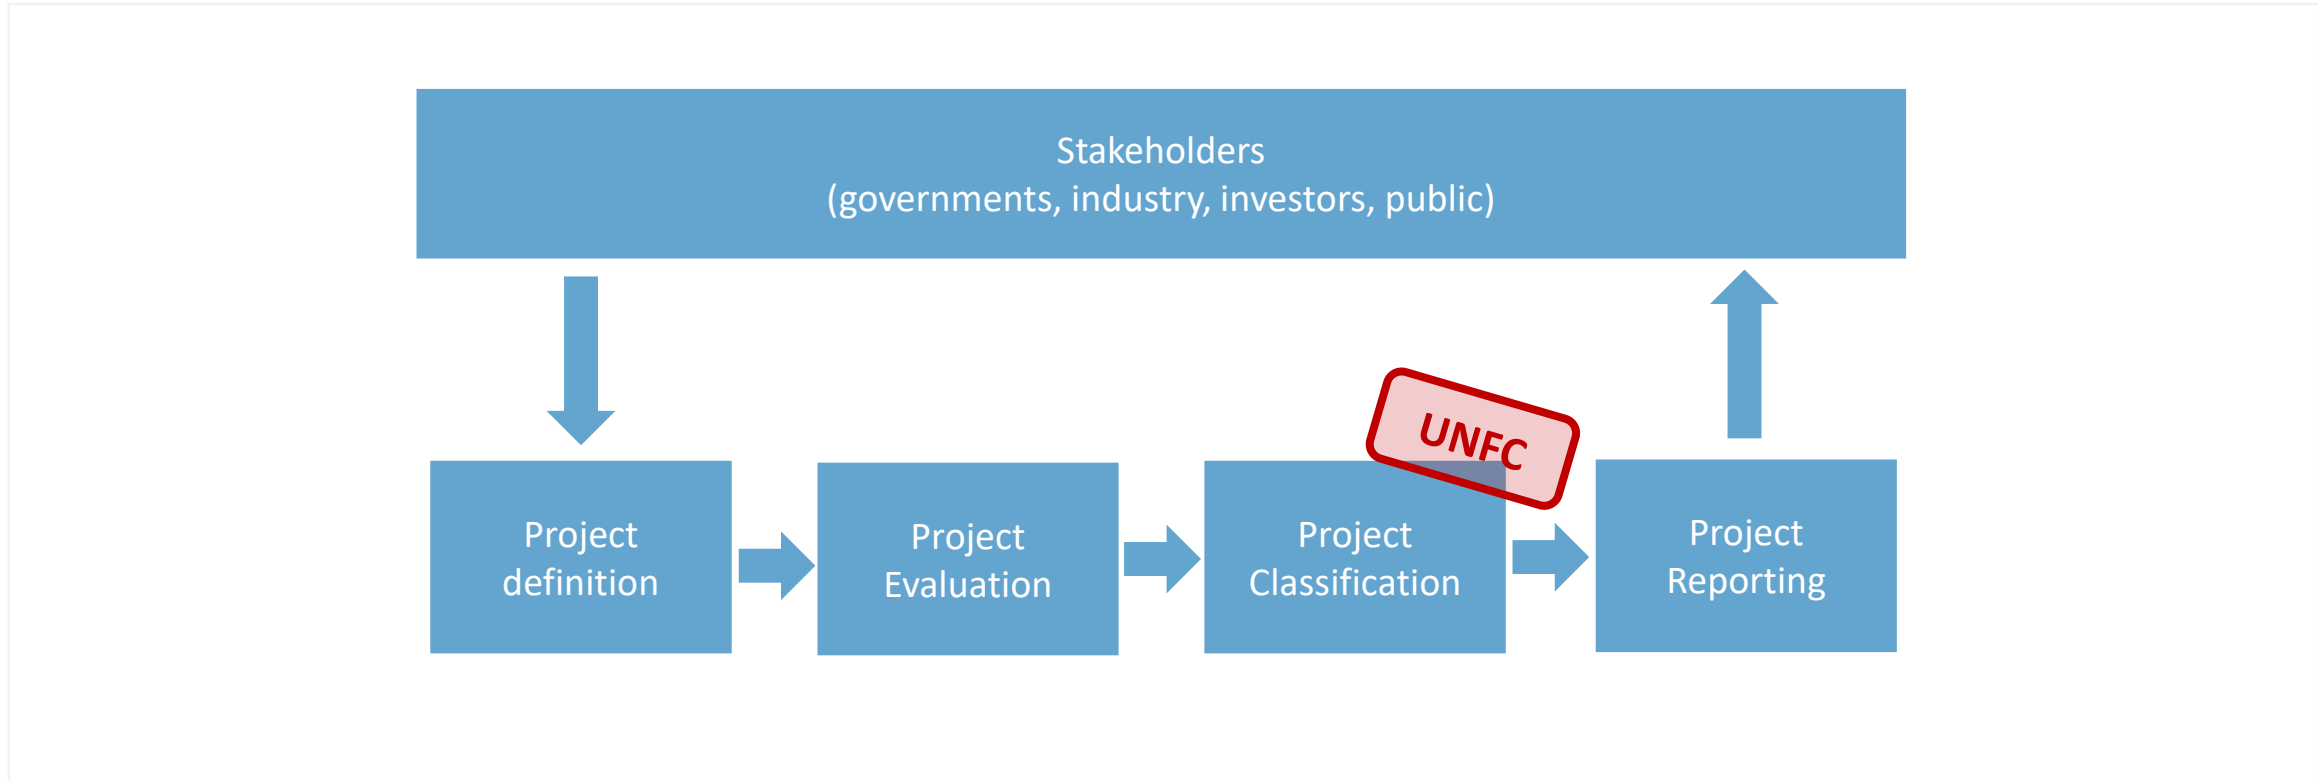 Stakeholders
(governments, industry, investors, public)
UNFC
Project
definition
Project
Evaluation
Project
Classification
Project
Reporting